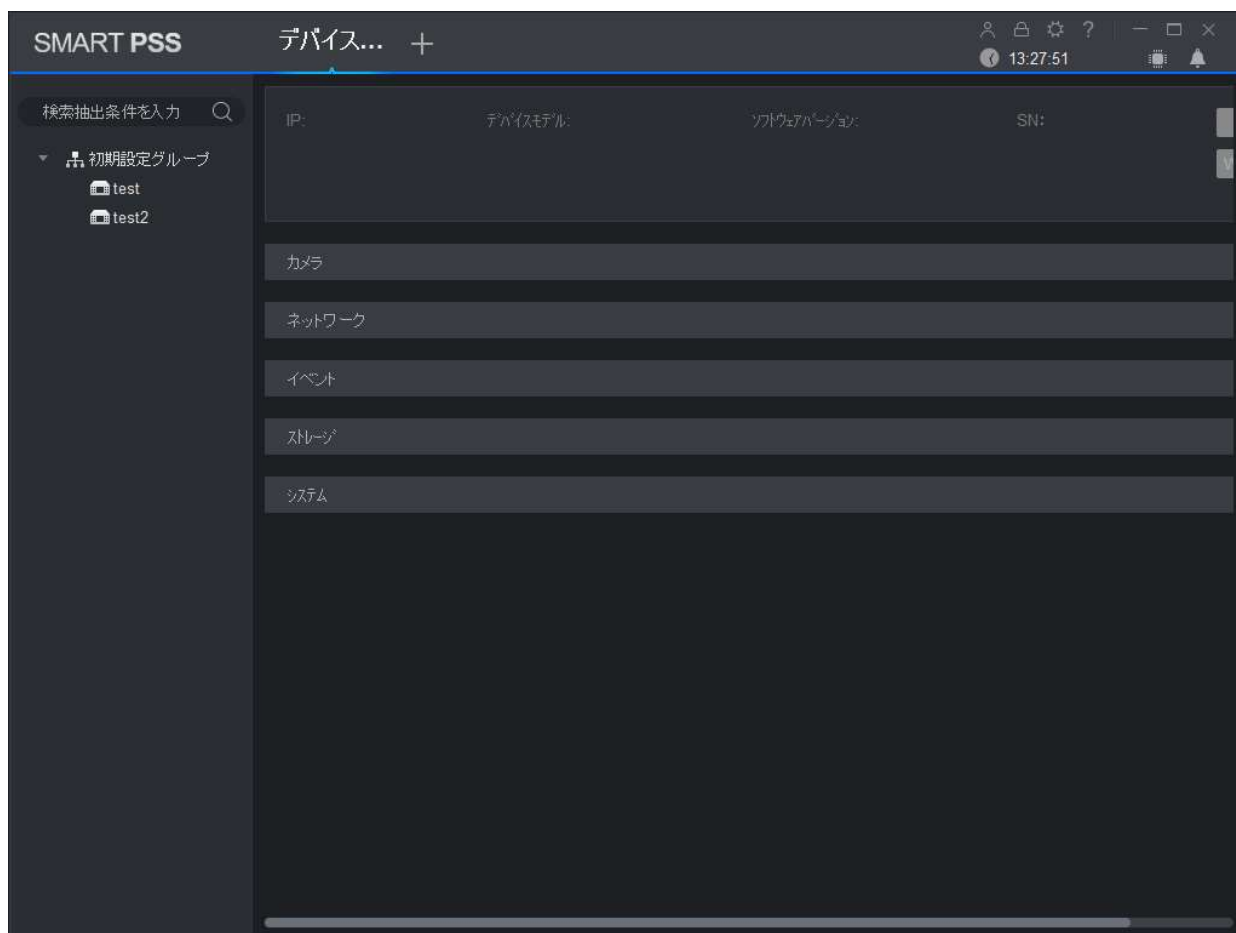 SMART PSS
デバイス...
13:27:51
検索抽出条件を入力
初期設定グループ
test
test2
IP:
ﾃﾞﾊﾞｲｽﾓﾃﾞﾙ:
ｿﾌﾄｳｪｱﾊﾞｰｼﾞｮﾝ:
SN:
カメラ
ネットワーク
イベント
ｽﾄﾚｰｼﾞ
ｼｽﾃﾑ